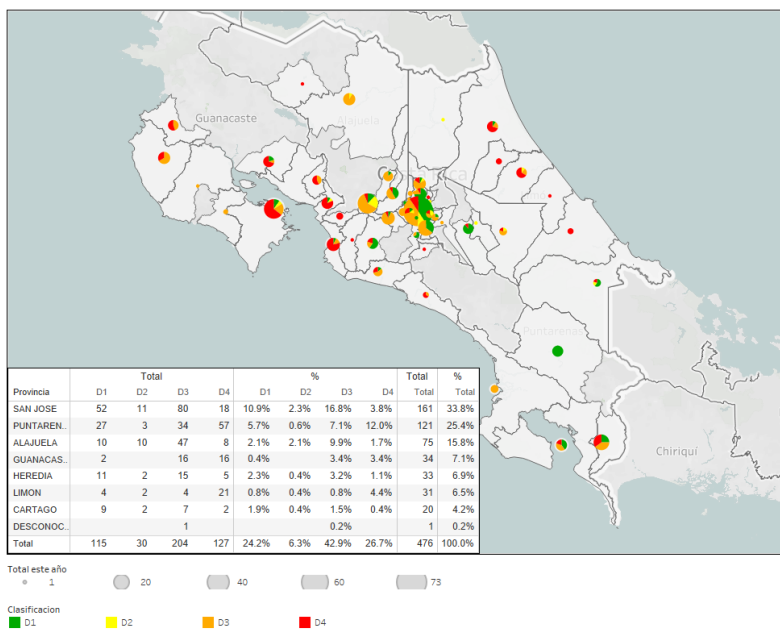 Guanacaste
Alajuela
Puntarenas
Chiriquí
Total % Total %
Provincia D1 D2 D3 D4 D1 D2 D3 D4 Total Total
SAN JOSE 52 11 80 18 10.9% 2.3% 16.8% 3.8% 161 33.8%
PUNTAREN.. 27 3 34 57 5.7% 0.6% 7.1% 12.0% 121 25.4%
ALAJUELA 10 10 47 8 2.1% 2.1% 9.9% 1.7% 75 15.8%
GUANACAS.. 2 16 16 0.4% 3.4% 3.4% 34 7.1%
HEREDIA 11 2 15 5 2.3% 0.4% 3.2% 1.1% 33 6.9%
LIMON 4 2 4 21 0.8% 0.4% 0.8% 4.4% 31 6.5%
CARTAGO 9 2 7 2 1.9% 0.4% 1.5% 0.4% 20 4.2%
DESCONOC.. 1 0.2% 1 0.2%
Total 115 30 204 127 24.2% 6.3% 42.9% 26.7% 476 100.0%
Total este año
1 20 40 60 73
Clasificacion
D1 D2 D3 D4